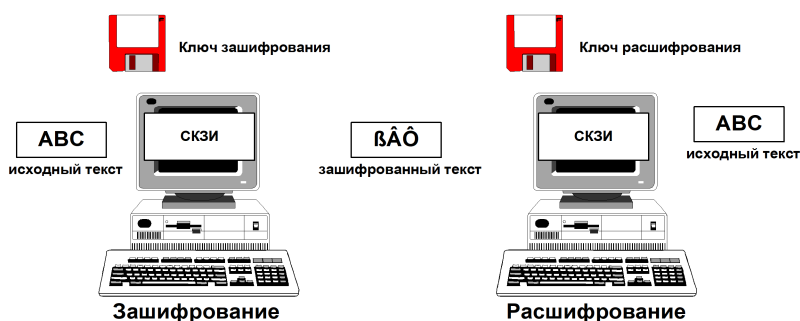 Ключ зашифрования
Ключ расшифрования
ABC
исходный текст
СКЗИ
ßÂÔ
зашифрованный текст
СКЗИ
ABC
исходный текст
Зашифрование
Расшифрование